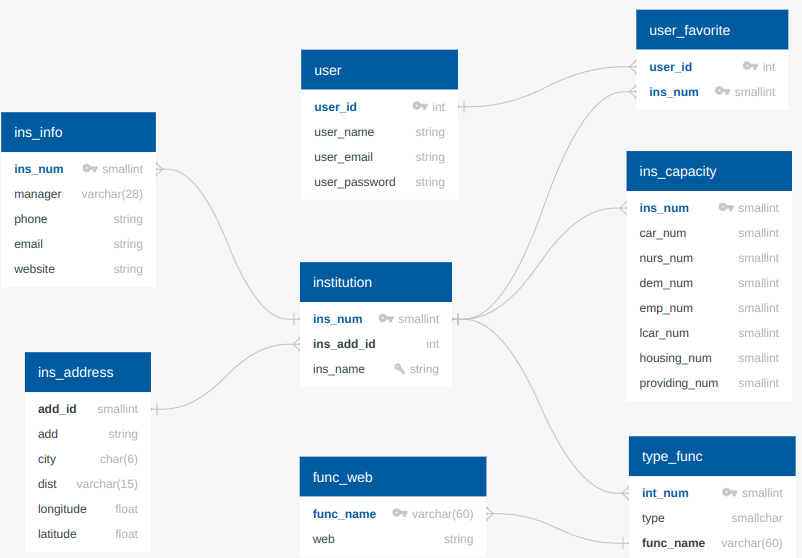 user_favorite
user_id int
ins_num smallint
user
user_id int
user_name string
user_email string
user_password string
ins_info
ins_num smallint
manager varchar(28)
phone string
email string
website string
ins_capacity
ins_num smallint
car_num smallint
nurs_num smallint
dem_num smallint
emp_num smallint
lcar_num smallint
housing_num smallint
providing_num smallint
institution
ins_num smallint
ins_add_id int
ins_name string
ins_address
add_id smallint
add string
city char(6)
dist varchar(15)
longitude float
latitude float
func_web
func_name varchar(60)
web string
type_func
int_num smallint
type smallchar
func_name varchar(60)